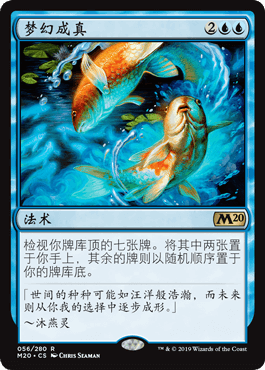 梦幻成真 2
法术 M20
检视你牌库顶的七张牌。将其中两张置
于你手上，其余的牌则以随机顺序置于
你的牌库底。
「世间的种种可能如汪洋般浩瀚，而未来
则从你我的选择中逐步成形。」
～沐燕灵
056/280 R
M20 • CS CHRIS SEAMAN
™ & © 2019 Wizards of the Coast